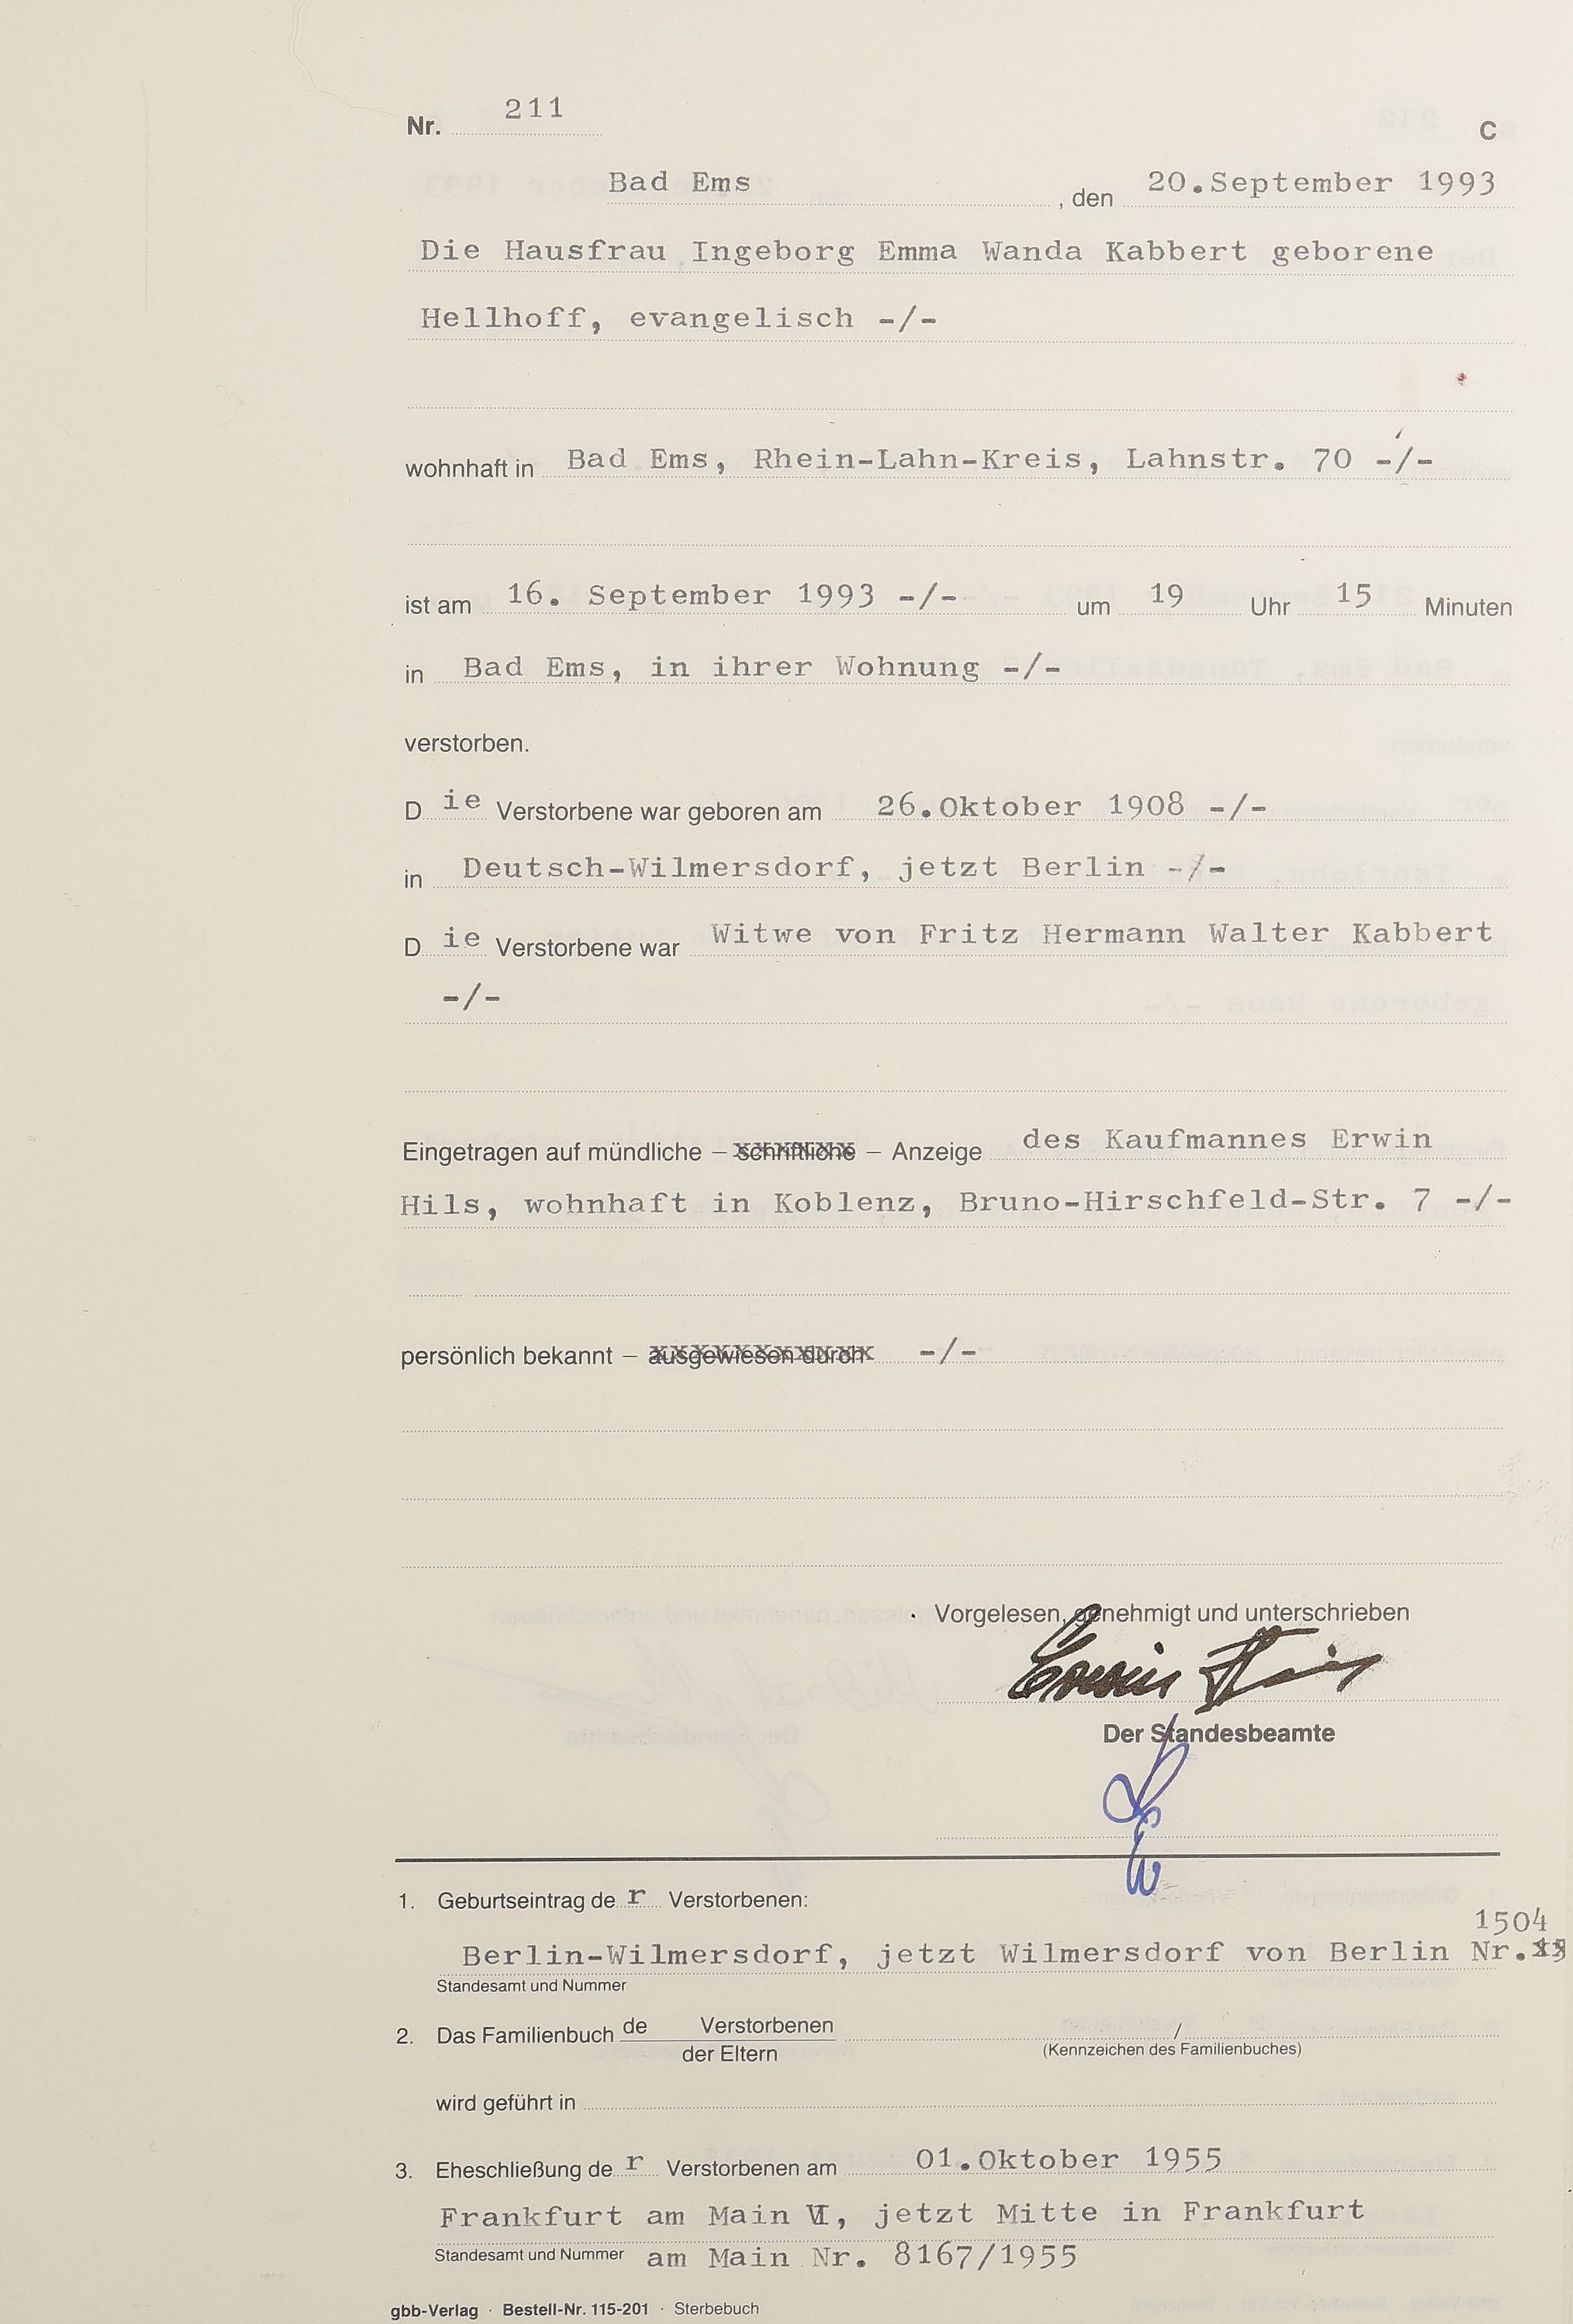 Nr. 211
C
Bad Ems, den 20.September 1993
Die Hausfrau Ingeborg Emma Wanda Kabbert geborene
Hellhoff, evangelisch -/-
wohnhaft in Bad Ems, Rhein-Lahn-Kreis, Lahnstr. 70 -/-
ist am 16. September 1993 -/- um 19 Uhr 15 Minuten
in Bad Ems, in ihrer Wohnung -/-
verstorben.
Die Verstorbene war geboren am 26.Oktober 1908 -/-
in Deutsch-Wilmersdorf, jetzt Berlin -/-
Die Verstorbene war Witwe von Fritz Hermann Walter Kabbert
-/-
Eingetragen auf mündliche – schriftliche – Anzeige des Kaufmannes Erwin
Hils, wohnhaft in Koblenz, Bruno-Hirschfeld-Str. 7 -/-
persönlich bekannt – ausgewiesen durch -/-
Vorgelesen, genehmigt und unterschrieben
Erwin Hils
Der Standesbeamte
1. Geburtseintrag der Verstorbenen:
1504
Berlin-Wilmersdorf, jetzt Wilmersdorf von Berlin Nr.
Standesamt und Nummer
2. Das Familienbuch de Verstorbenen /
der Eltern (Kennzeichen des Familienbuches)
wird geführt in
3. Eheschließung der Verstorbenen am 01.Oktober 1955
Frankfurt am Main VI, jetzt Mitte in Frankfurt
Standesamt und Nummer am Main Nr. 8167/1955
gbb-Verlag · Bestell-Nr. 115-201 · Sterbebuch